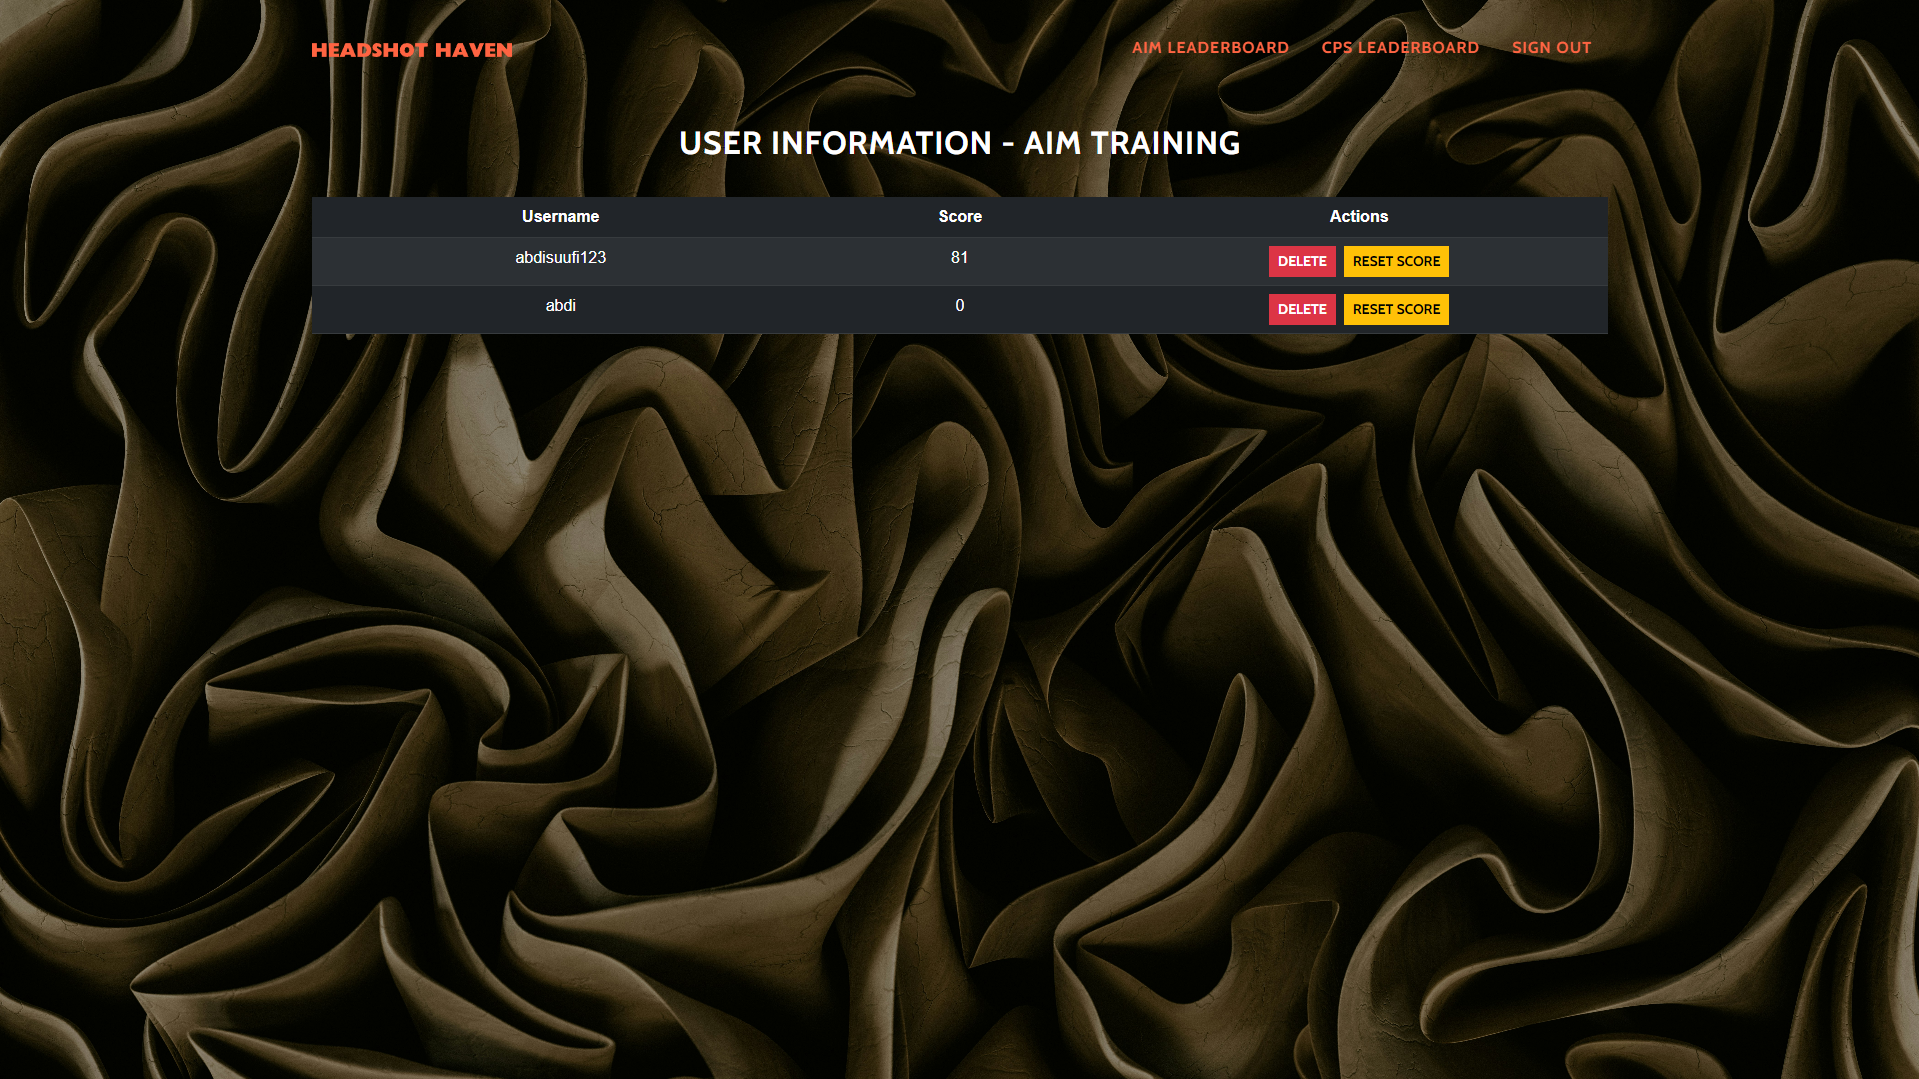 HEADSHOT HAVEN
AIM LEADERBOARD CPS LEADERBOARD SIGN OUT
USER INFORMATION - AIM TRAINING
Username Score Actions
abdisuufi123 81 DELETE RESET SCORE
abdi 0 DELETE RESET SCORE